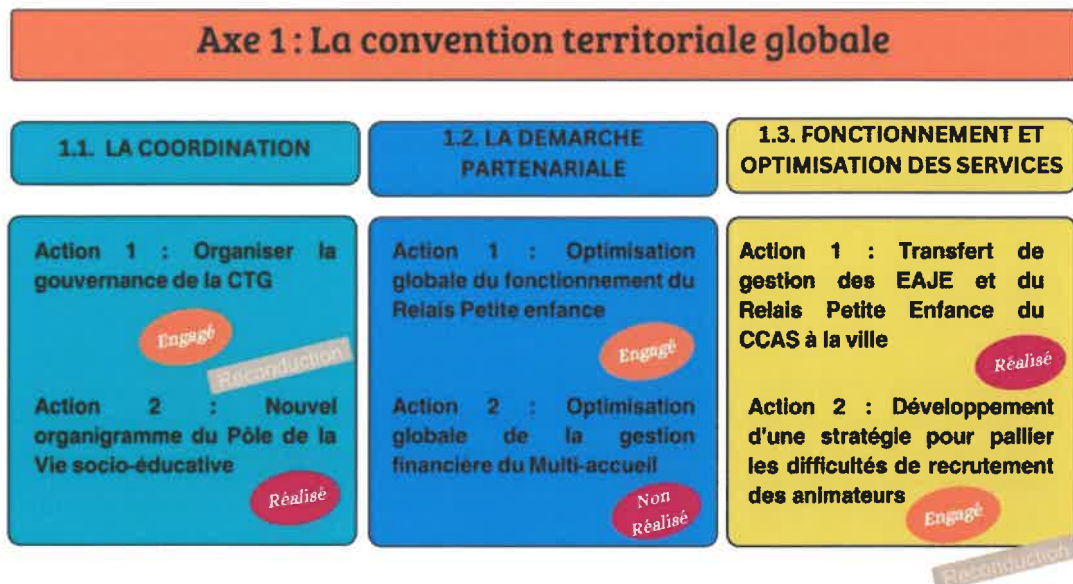 Axe 1 : La convention territoriale globale
1.1. LA COORDINATION
Action 1 : Organiser la
gouvernance de la CTG
Engagé
Reconduction
Action 2 : Nouvel
organigramme du Pôle de la
Vie socio-éducative
Réalisé
1.2. LA DEMARCHE
PARTENARIALE
Action 1 : Optimisation
globale du fonctionnement du
Relais Petite enfance
Engagé
Action 2 : Optimisation
globale de la gestion
financière du Multi-accueil
Non
Réalisé
1.3. FONCTIONNEMENT ET
OPTIMISATION DES SERVICES
Action 1 : Transfert de
gestion des EAJE et du
Relais Petite Enfance du
CCAS à la ville
Réalisé
Action 2 : Développement
d'une stratégie pour pallier
les difficultés de recrutement
des animateurs
Engagé
Reconduction